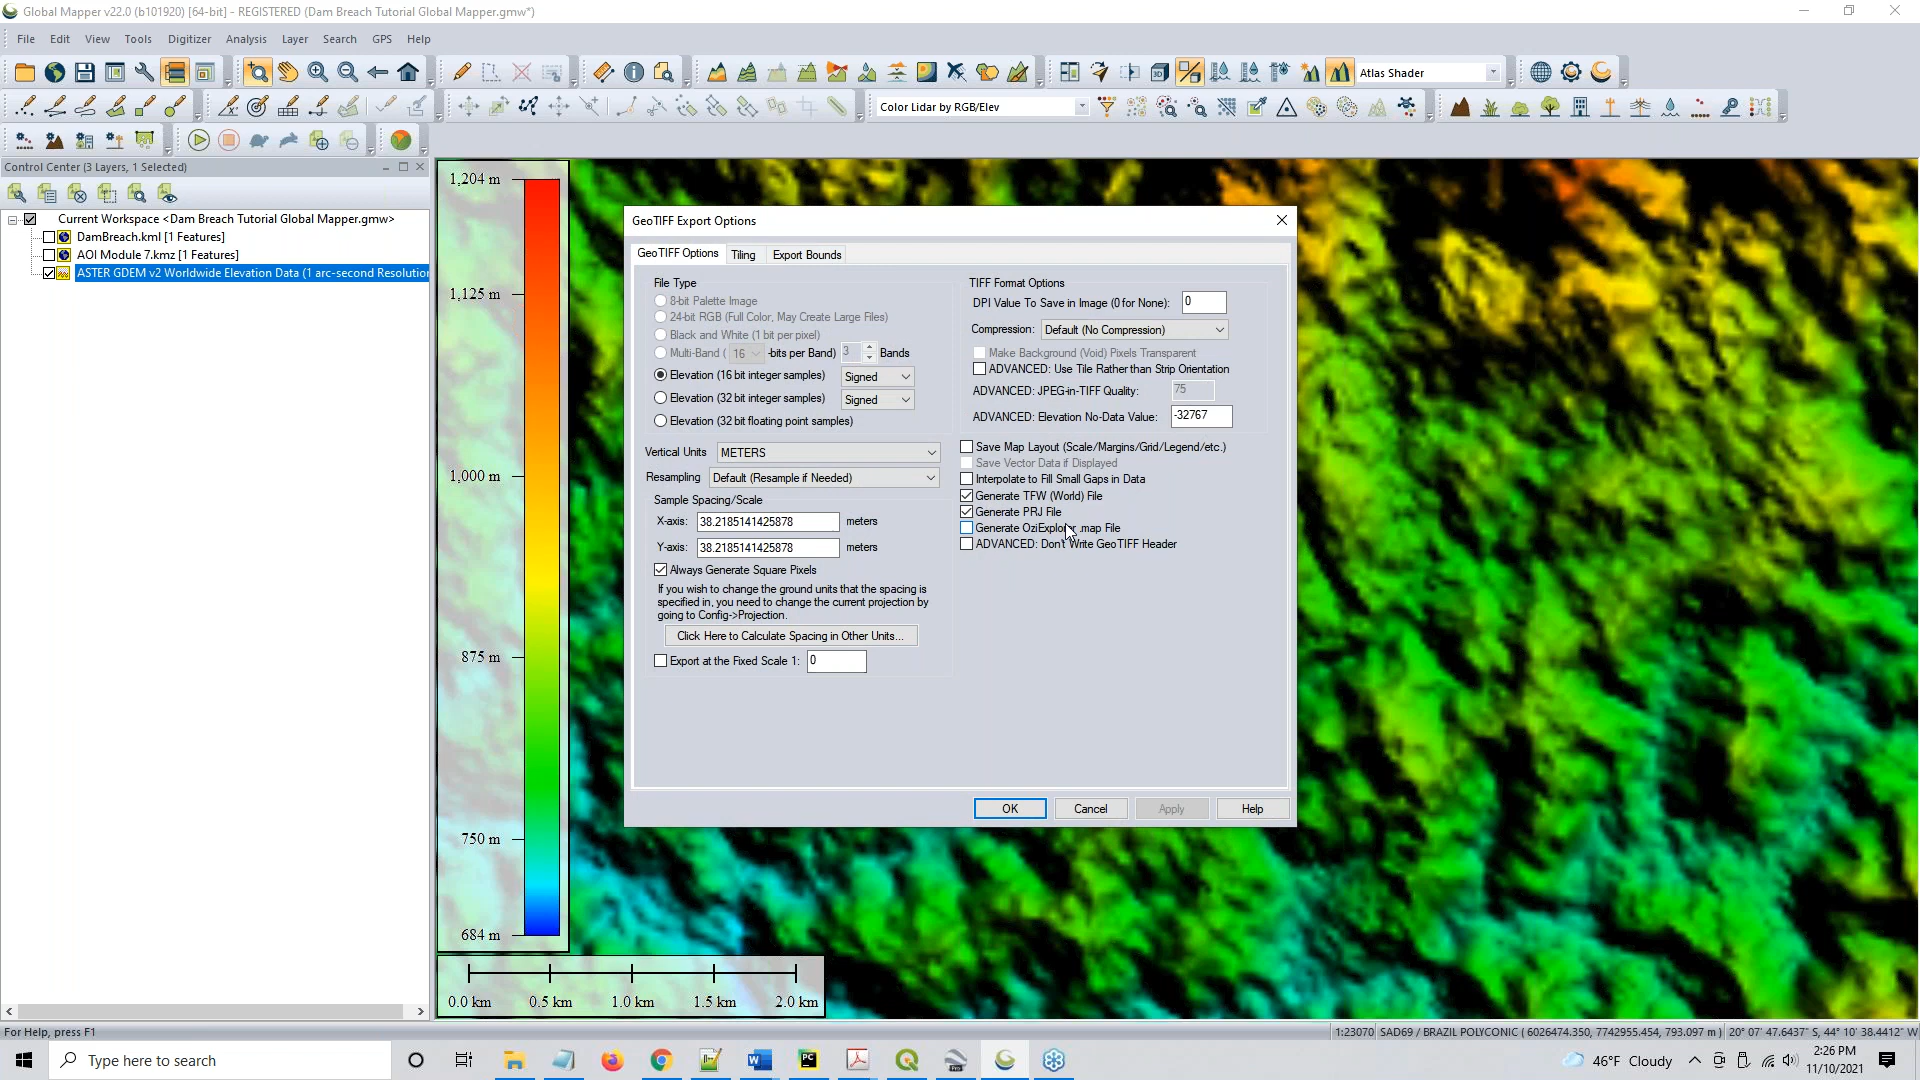 Global Mapper v22.0 (b101920) [64-bit] - REGISTERED (Dam Breach Tutorial Global Mapper.gmw*)
File Edit View Tools Digitizer Analysis Layer Search GPS Help
Atlas Shader
Color Lidar by RGB/Elev
Control Center (3 Layers, 1 Selected)
Current Workspace <Dam Breach Tutorial Global Mapper.gmw>
DamBreach.kml [1 Features]
AOI Module 7.kmz [1 Features]
ASTER GDEM v2 Worldwide Elevation Data (1 arc-second Resolution
1,204 m
1,125 m
1,000 m
875 m
750 m
684 m
0.0 km 0.5 km 1.0 km 1.5 km 2.0 km
GeoTIFF Export Options
GeoTIFF Options Tiling Export Bounds
File Type
8-bit Palette Image
24-bit RGB (Full Color, May Create Large Files)
Black and White (1 bit per pixel)
Multi-Band ( 16 -bits per Band) 3 Bands
Elevation (16 bit integer samples) Signed
Elevation (32 bit integer samples) Signed
Elevation (32 bit floating point samples)
Vertical Units METERS
Resampling Default (Resample if Needed)
Sample Spacing/Scale
X-axis: 38.2185141425878 meters
Y-axis: 38.2185141425878 meters
Always Generate Square Pixels
If you wish to change the ground units that the spacing is
specified in, you need to change the current projection by
going to Config->Projection.
Click Here to Calculate Spacing in Other Units...
Export at the Fixed Scale 1: 0
TIFF Format Options
DPI Value To Save in Image (0 for None): 0
Compression: Default (No Compression)
Make Background (Void) Pixels Transparent
ADVANCED: Use Tile Rather than Strip Orientation
ADVANCED: JPEG-in-TIFF Quality: 75
ADVANCED: Elevation No-Data Value: -32767
Save Map Layout (Scale/Margins/Grid/Legend/etc.)
Save Vector Data if Displayed
Interpolate to Fill Small Gaps in Data
Generate TFW (World) File
Generate PRJ File
Generate OziExplorer .map File
ADVANCED: Don't Write GeoTIFF Header
OK Cancel Apply Help
For Help, press F1
1:23070 SAD69 / BRAZIL POLYCONIC ( 6026474.350, 7742955.454, 793.097 m ) 20° 07' 47.6437" S, 44° 10' 38.4412" W
Type here to search
46°F Cloudy
2:26 PM
11/10/2021